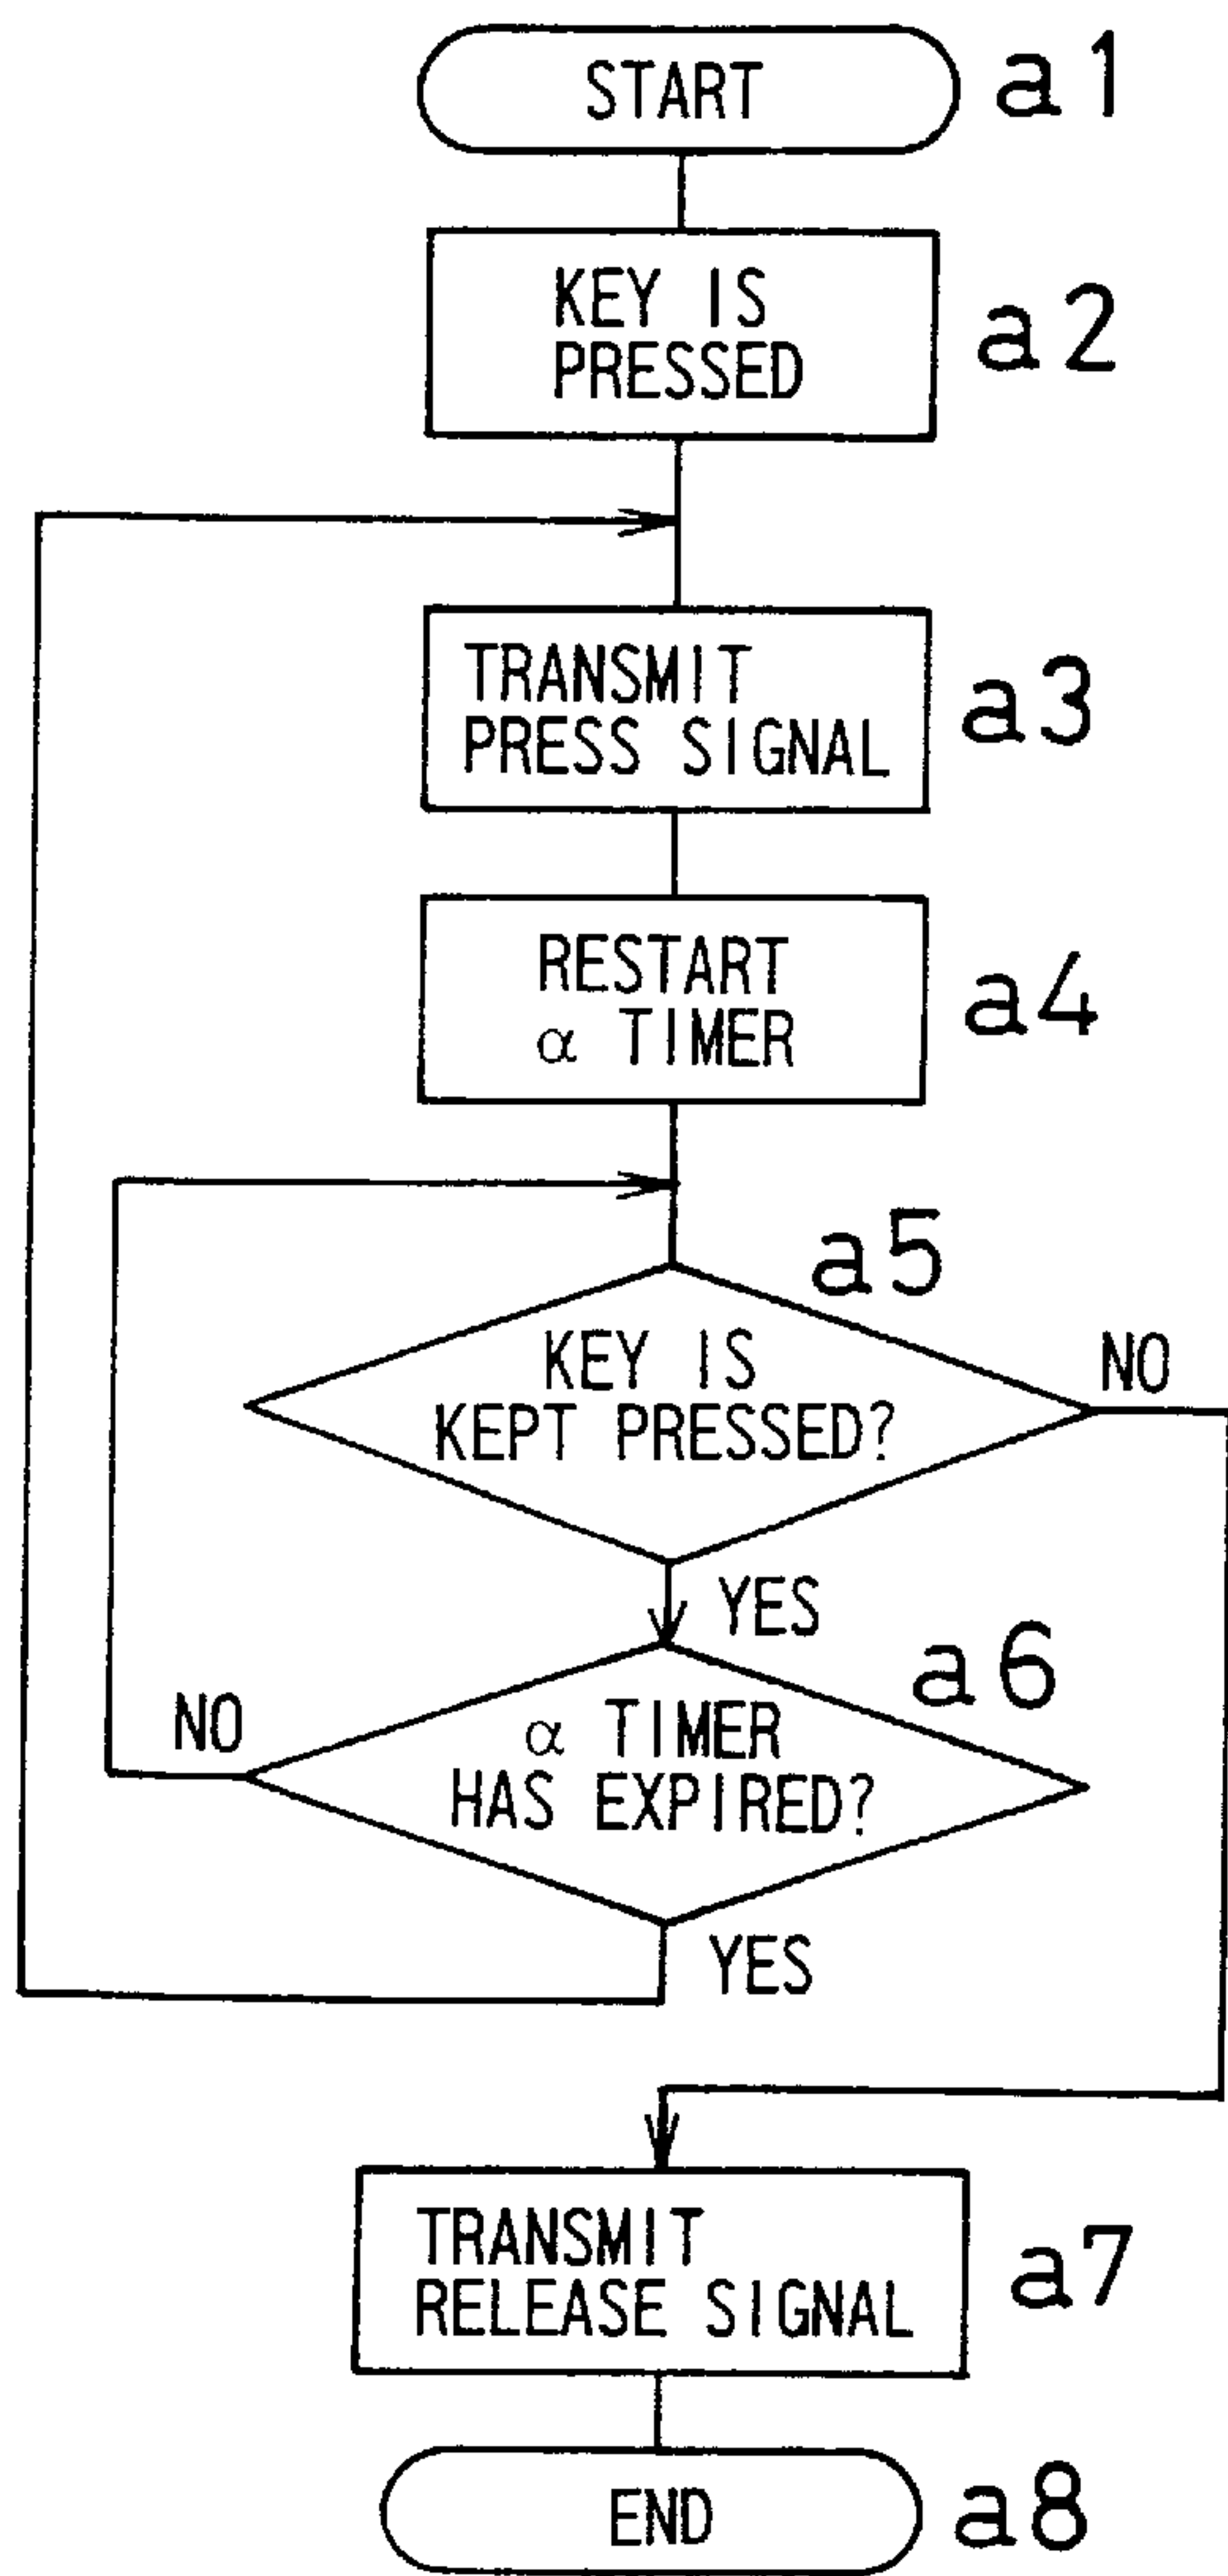 START
a1
KEY IS
PRESSED
a2
TRANSMIT
PRESS SIGNAL
a3
RESTART
α TIMER
a4
a5
KEY IS
KEPT PRESSED?
NO
YES
a6
NO
α TIMER
HAS EXPIRED?
YES
TRANSMIT
RELEASE SIGNAL
a7
END
a8